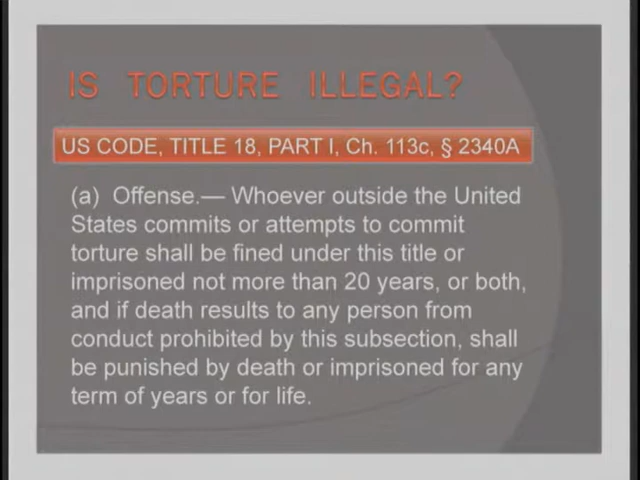 IS TORTURE ILLEGAL?
US CODE, TITLE 18, PART I, Ch. 113c, § 2340A
(a) Offense.— Whoever outside the United
States commits or attempts to commit
torture shall be fined under this title or
imprisoned not more than 20 years, or both,
and if death results to any person from
conduct prohibited by this subsection, shall
be punished by death or imprisoned for any
term of years or for life.